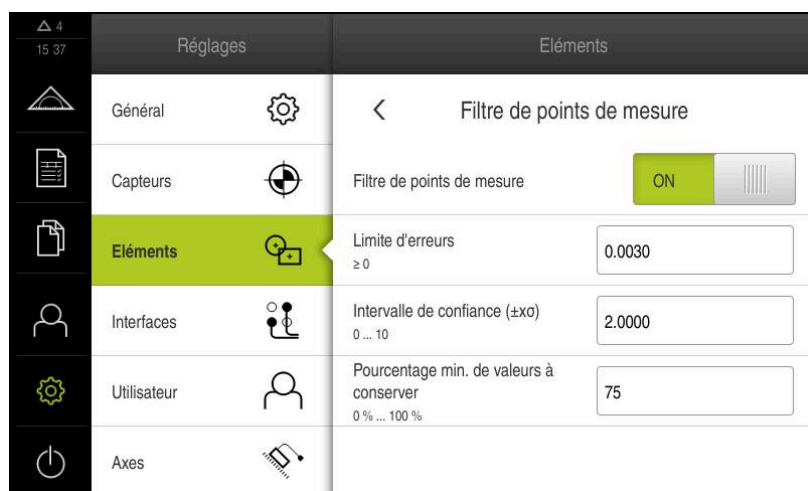 4
15 37
Réglages
Général
Capteurs
Eléments
Interfaces
Utilisateur
Axes
Eléments
Filtre de points de mesure
Filtre de points de mesure
ON
Limite d'erreurs
≥ 0
0.0030
Intervalle de confiance (±xσ)
0 ... 10
2.0000
Pourcentage min. de valeurs à
conserver
0 % ... 100 %
75